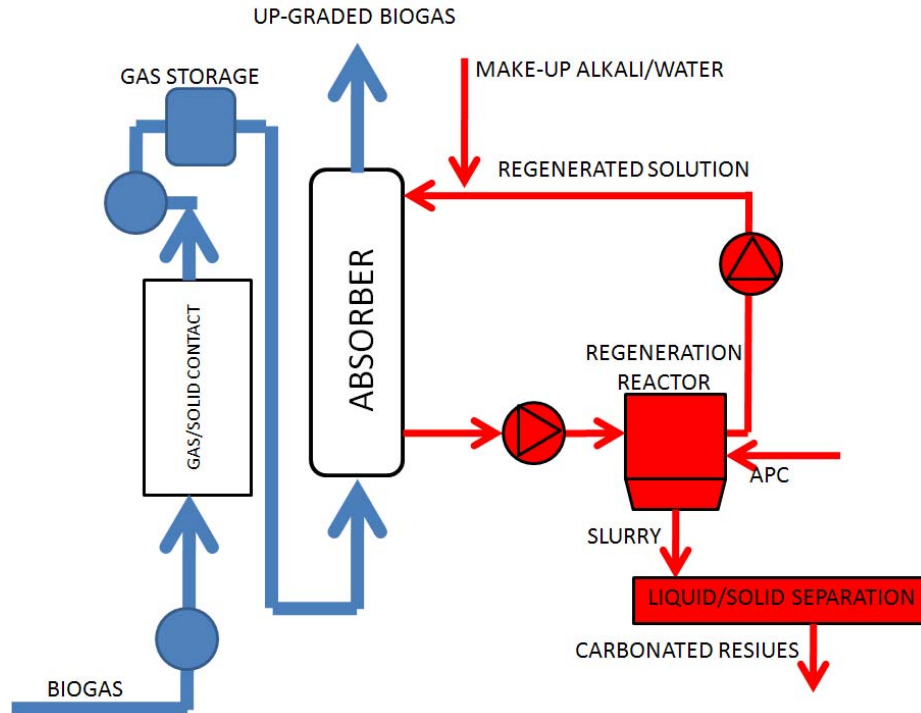 UP-GRADED BIOGAS
GAS STORAGE
MAKE-UP ALKALI/WATER
REGENERATED SOLUTION
GAS/SOLID CONTACT
ABSORBER
REGENERATION
REACTOR
APC
SLURRY
LIQUID/SOLID SEPARATION
CARBONATED RESIUES
BIOGAS